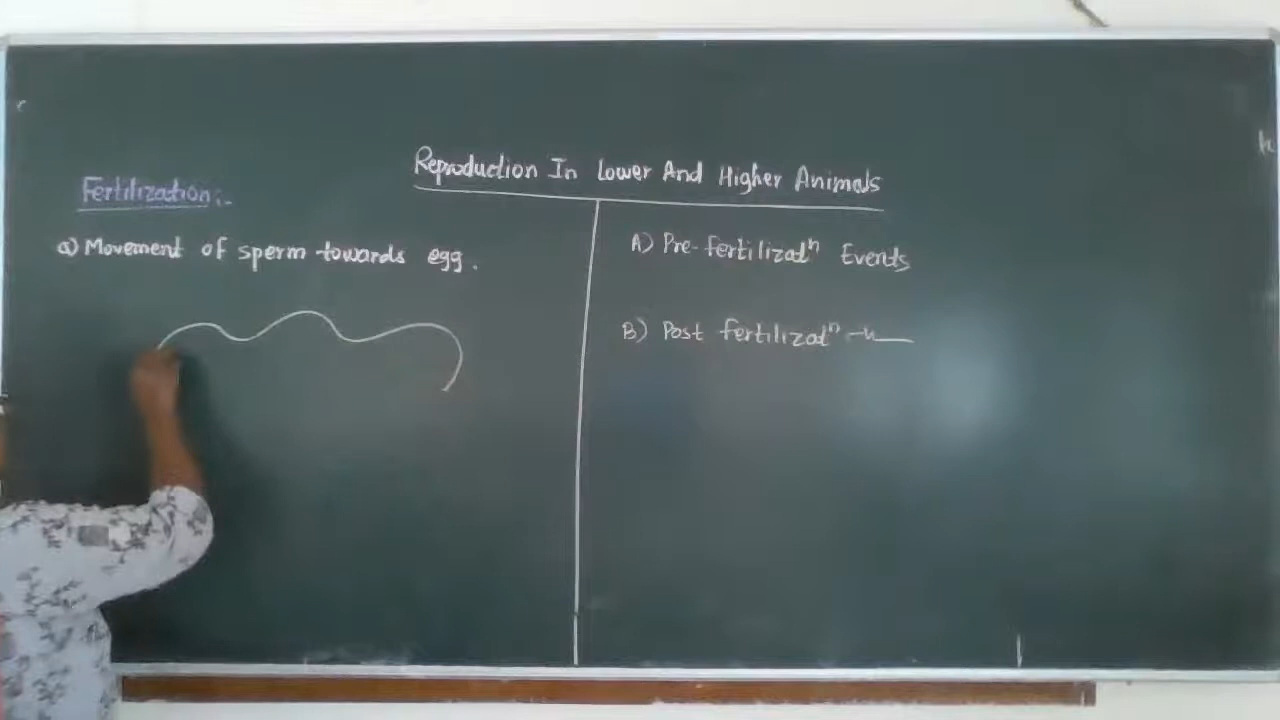 Reproduction In Lower And Higher Animals
Fertilization:-
a) Movement of sperm towards egg.
A) Pre-fertilizatⁿ Events
B) Post fertilizatⁿ —〃—